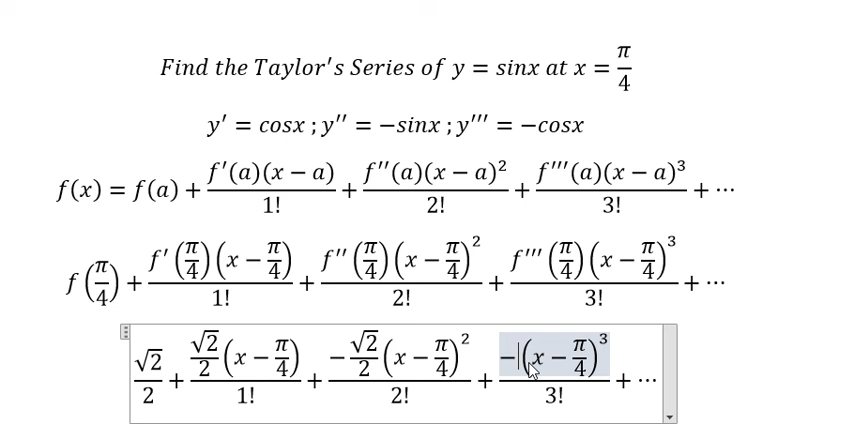 Find the Taylor's Series of y = sinx at x = π/4
y' = cosx ; y'' = −sinx ; y''' = −cosx
f(x) = f(a) + f'(a)(x − a)/1! + f''(a)(x − a)²/2! + f'''(a)(x − a)³/3! + ⋯
f(π/4) + f'(π/4)(x − π/4)/1! + f''(π/4)(x − π/4)²/2! + f'''(π/4)(x − π/4)³/3! + ⋯
√2/2 + √2/2(x − π/4)/1! + −√2/2(x − π/4)²/2! + −(x − π/4)³/3! + ⋯